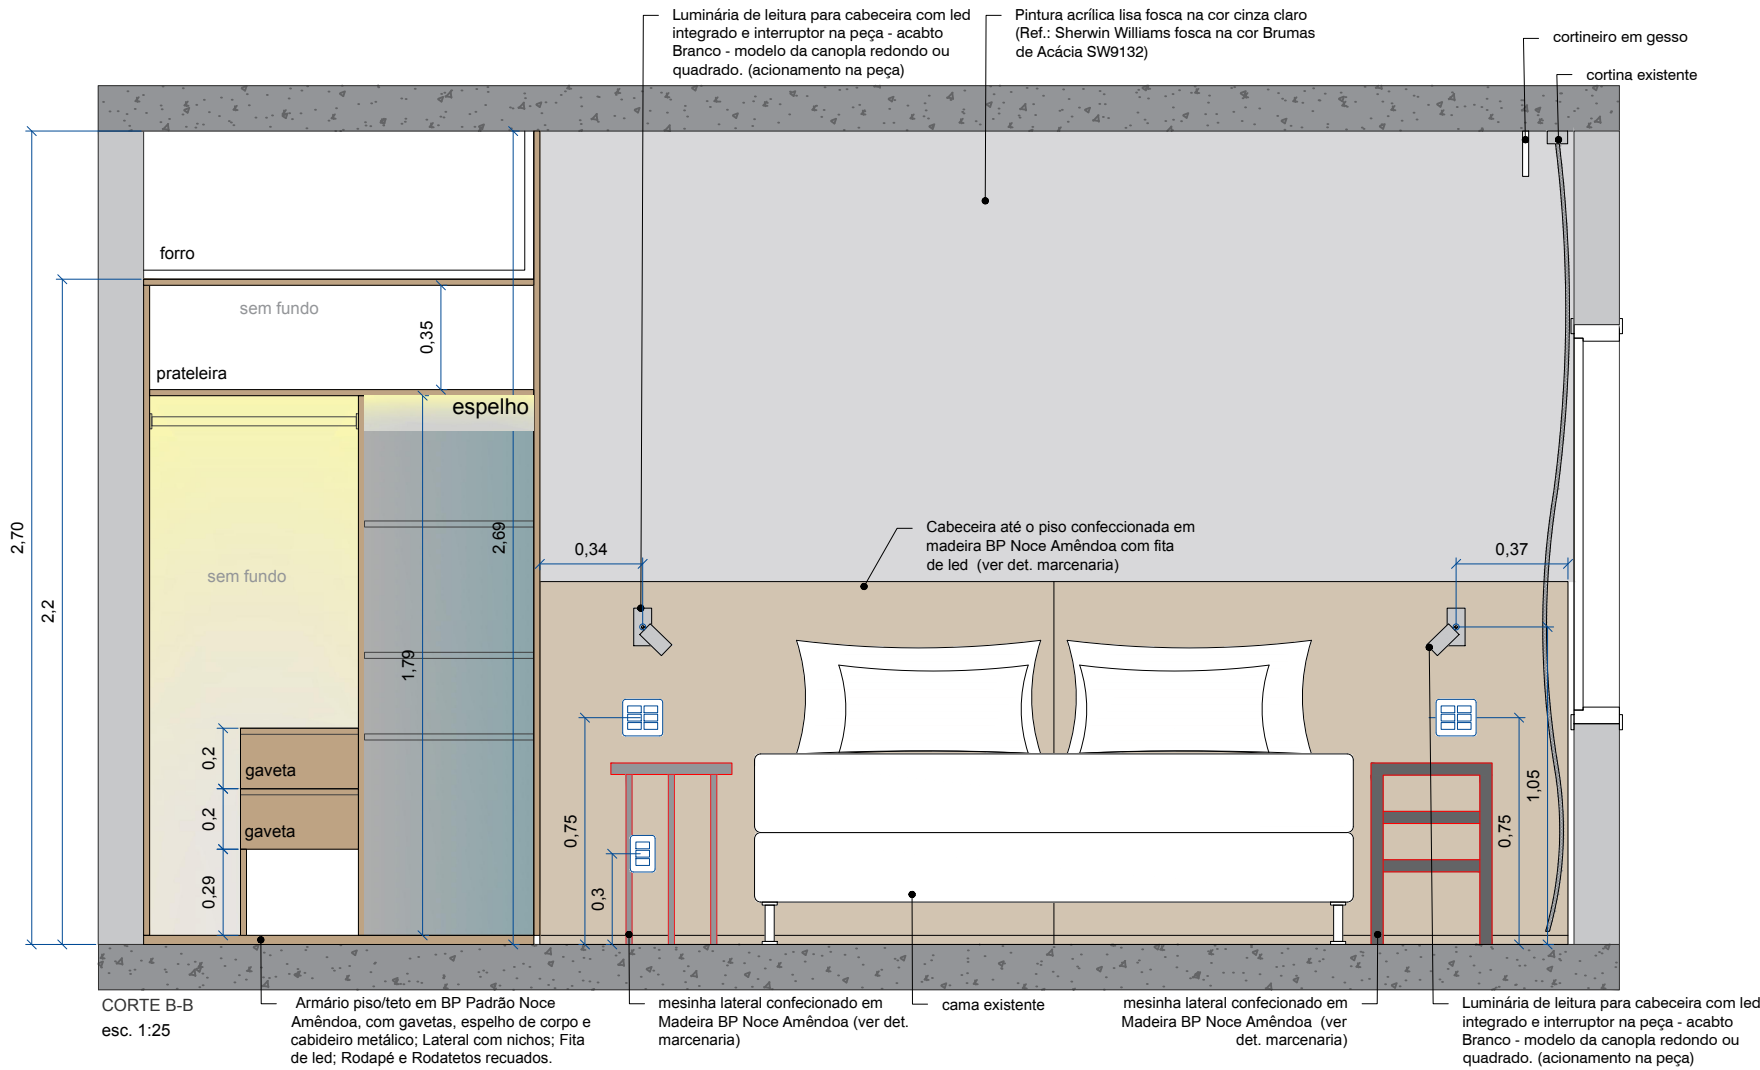 Luminária de leitura para cabeceira com led
integrado e interruptor na peça - acabto
Branco - modelo da canopla redondo ou
quadrado. (acionamento na peça)
Pintura acrílica lisa fosca na cor cinza claro
(Ref.: Sherwin Williams fosca na cor Brumas
de Acácia SW9132)
cortineiro em gesso
cortina existente
forro
sem fundo
0,35
prateleira
espelho
2,70
2,2
2,69
1,79
sem fundo
0,34
Cabeceira até o piso confeccionada em
madeira BP Noce Amêndoa com fita
de led (ver det. marcenaria)
0,37
0,2
gaveta
0,2
gaveta
0,29
0,75
0,3
0,75
1,05
CORTE B-B
esc. 1:25
Armário piso/teto em BP Padrão Noce
Amêndoa, com gavetas, espelho de corpo e
cabideiro metálico; Lateral com nichos; Fita
de led; Rodapé e Rodatetos recuados.
mesinha lateral confecionado em
Madeira BP Noce Amêndoa (ver det.
marcenaria)
cama existente
mesinha lateral confecionado em
Madeira BP Noce Amêndoa (ver
det. marcenaria)
Luminária de leitura para cabeceira com led
integrado e interruptor na peça - acabto
Branco - modelo da canopla redondo ou
quadrado. (acionamento na peça)